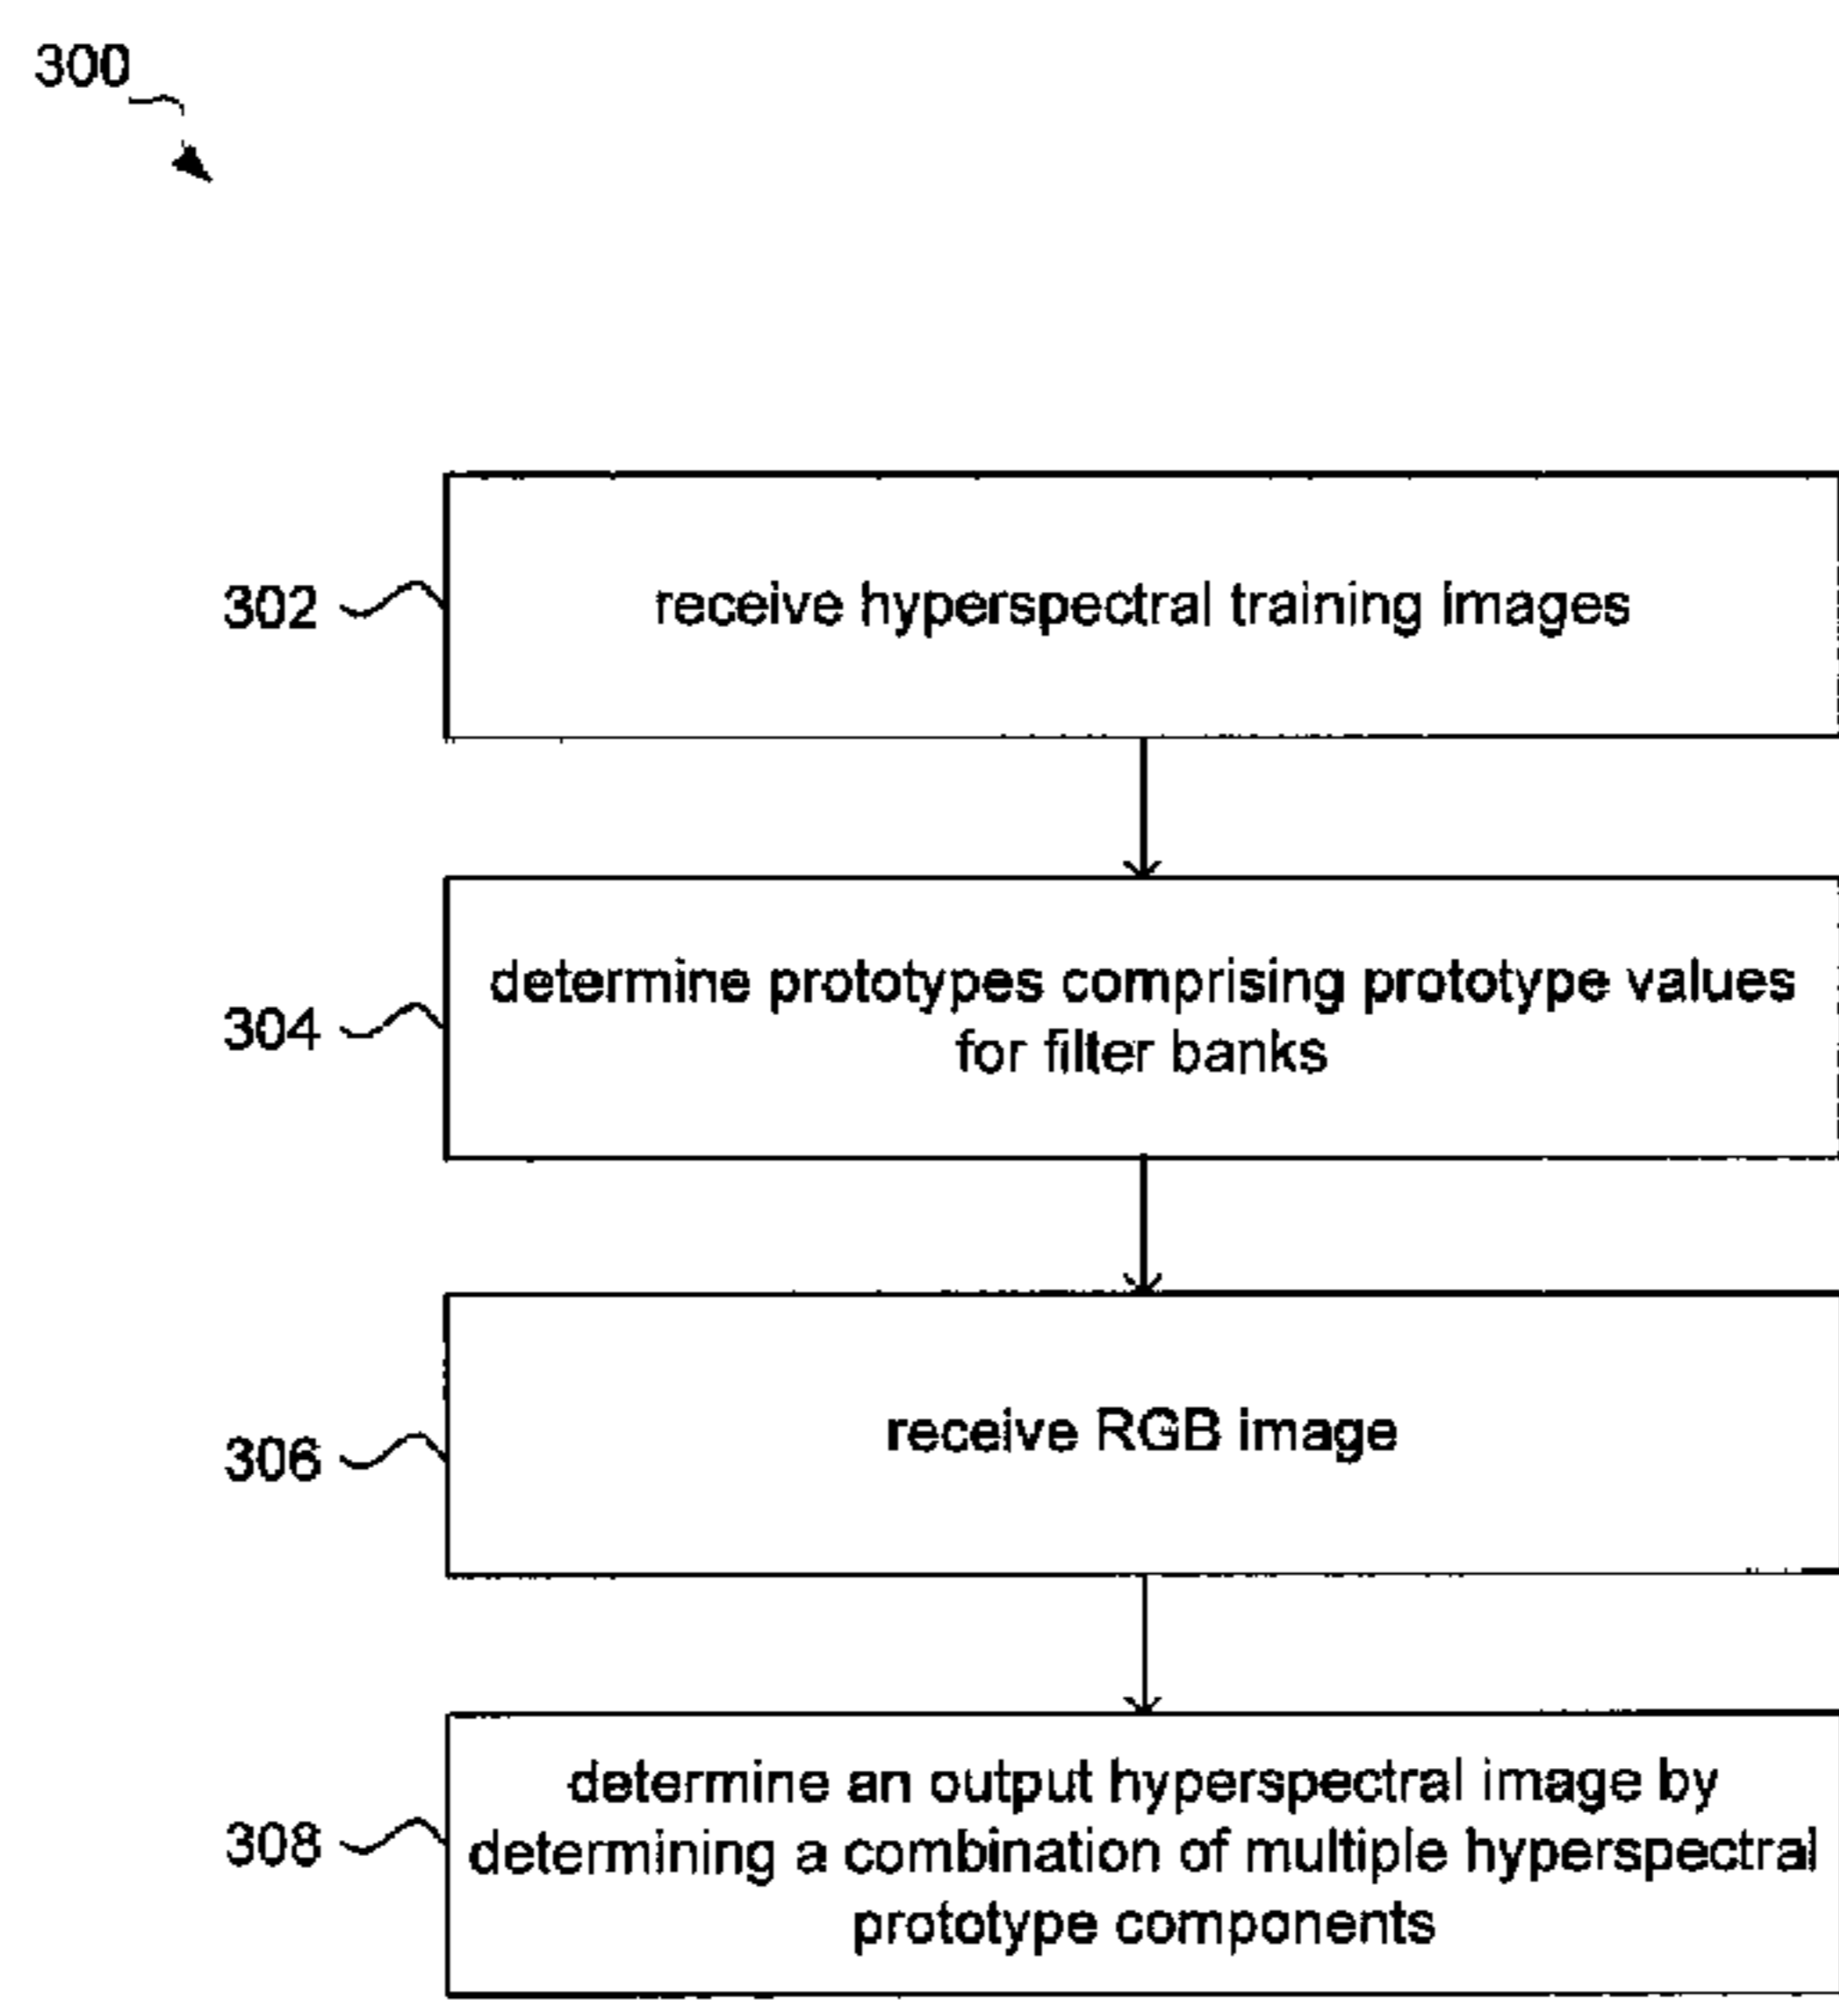 300
302
receive hyperspectral training images
304
determine prototypes comprising prototype values
for filter banks
306
receive RGB image
308
determine an output hyperspectral image by
determining a combination of multiple hyperspectral
prototype components